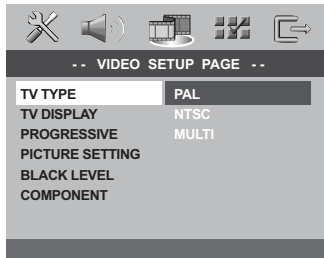 -- VIDEO SETUP PAGE --
TV TYPE PAL
TV DISPLAY NTSC
PROGRESSIVE MULTI
PICTURE SETTING
BLACK LEVEL
COMPONENT